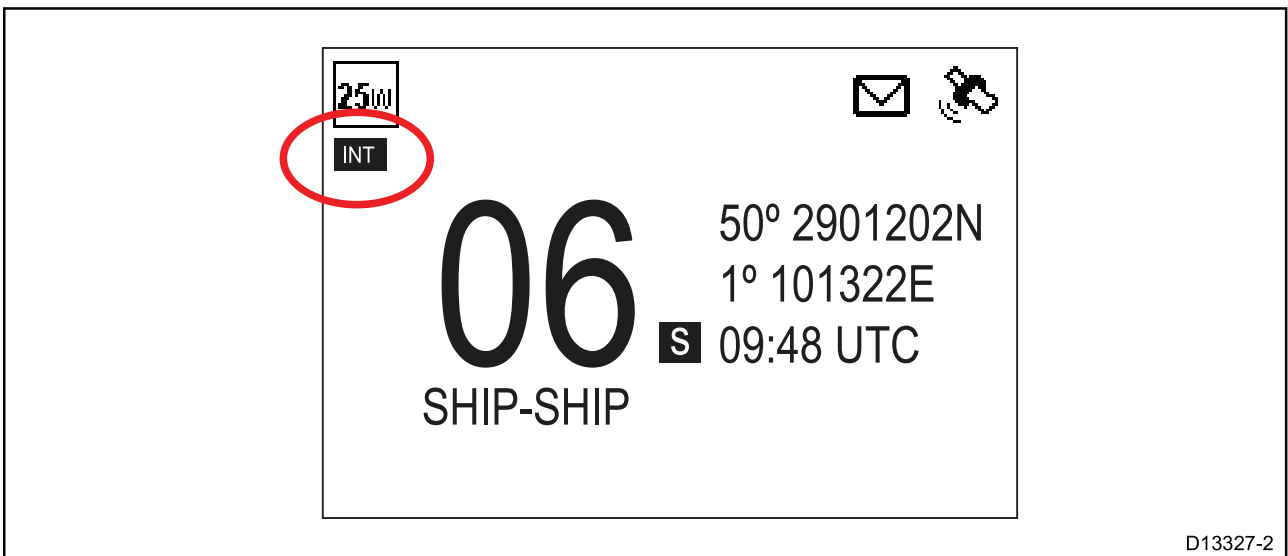 25W
INT
06
SHIP-SHIP
50º 2901202N
1º 101322E
S 09:48 UTC
D13327-2